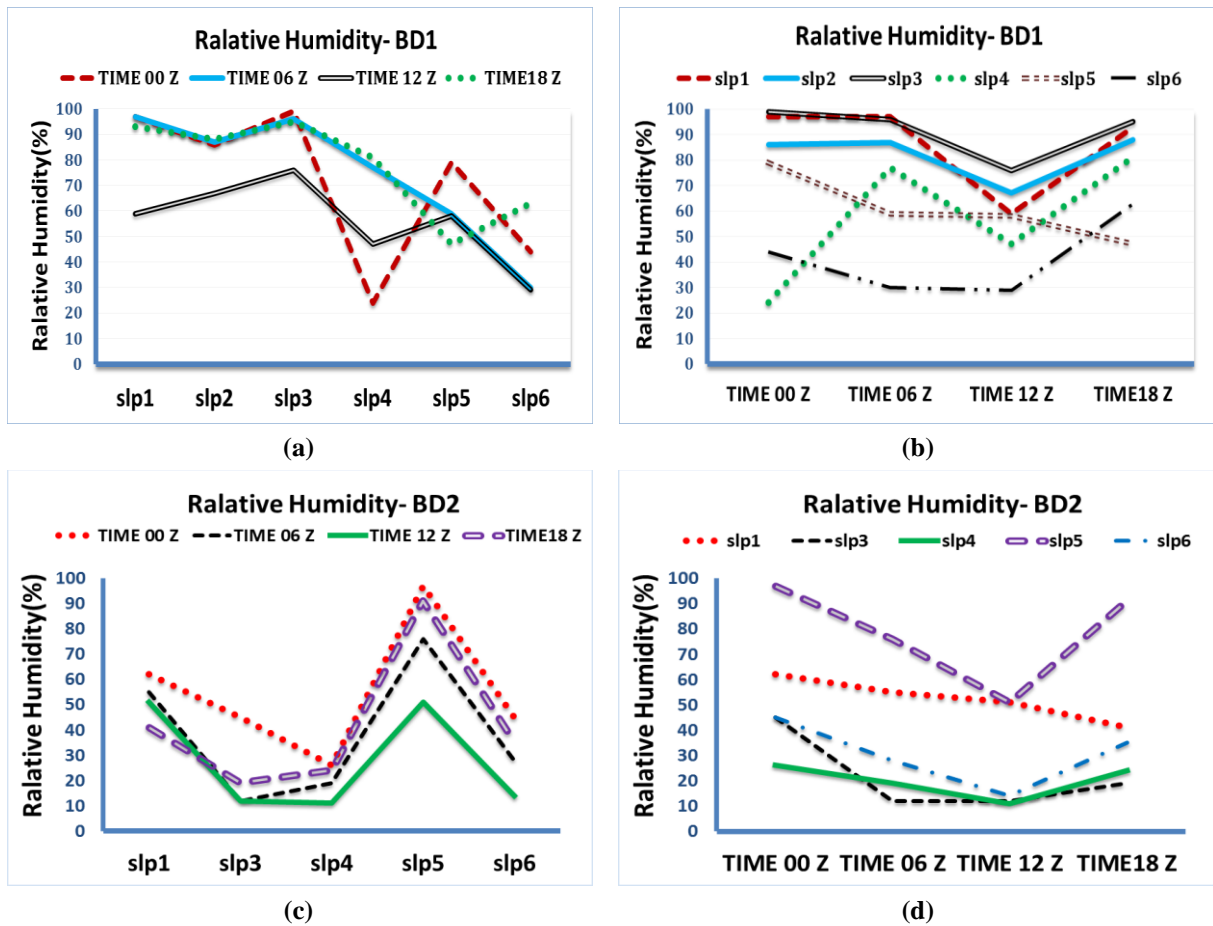 Ralative Humidity- BD1
TIME 00 Z TIME 06 Z TIME 12 Z TIME18 Z
Ralative Humidity(%)
100
90
80
70
60
50
40
30
20
10
0
slp1 slp2 slp3 slp4 slp5 slp6
(a)
Ralative Humidity- BD1
slp1 slp2 slp3 slp4 slp5 slp6
Ralative Humidity(%)
100
90
80
70
60
50
40
30
20
10
0
TIME 00 Z TIME 06 Z TIME 12 Z TIME18 Z
(b)
Ralative Humidity- BD2
TIME 00 Z TIME 06 Z TIME 12 Z TIME18 Z
Ralative Humidity(%)
100
90
80
70
60
50
40
30
20
10
0
slp1 slp3 slp4 slp5 slp6
(c)
Ralative Humidity- BD2
slp1 slp3 slp4 slp5 slp6
Ralative Humidity(%)
100
90
80
70
60
50
40
30
20
10
0
TIME 00 Z TIME 06 Z TIME 12 Z TIME18 Z
(d)